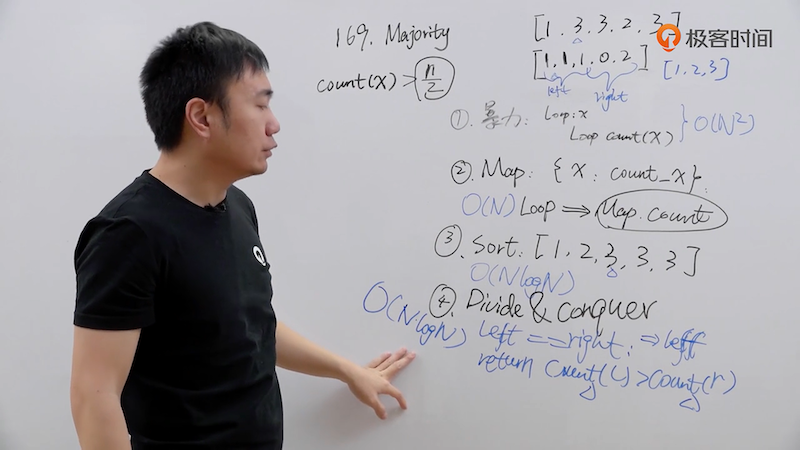 169. Majority
count(x) > n/2
[1, 3, 3, 2, 3]
极客时间
[1, 1, 1, 0, 2]
[1, 2, 3]
left
right
①. 暴力: Loop: x
Loop count(x)
} O(N²)
②. Map: {x: count_x}.
O(N) Loop ⇒ Map.count
③. Sort: [1, 2, 3, 3, 3]
O(NlogN)
④. Divide & Conquer
O(NlogN)
left == right: ⇒ left
return count(l) > count(r)